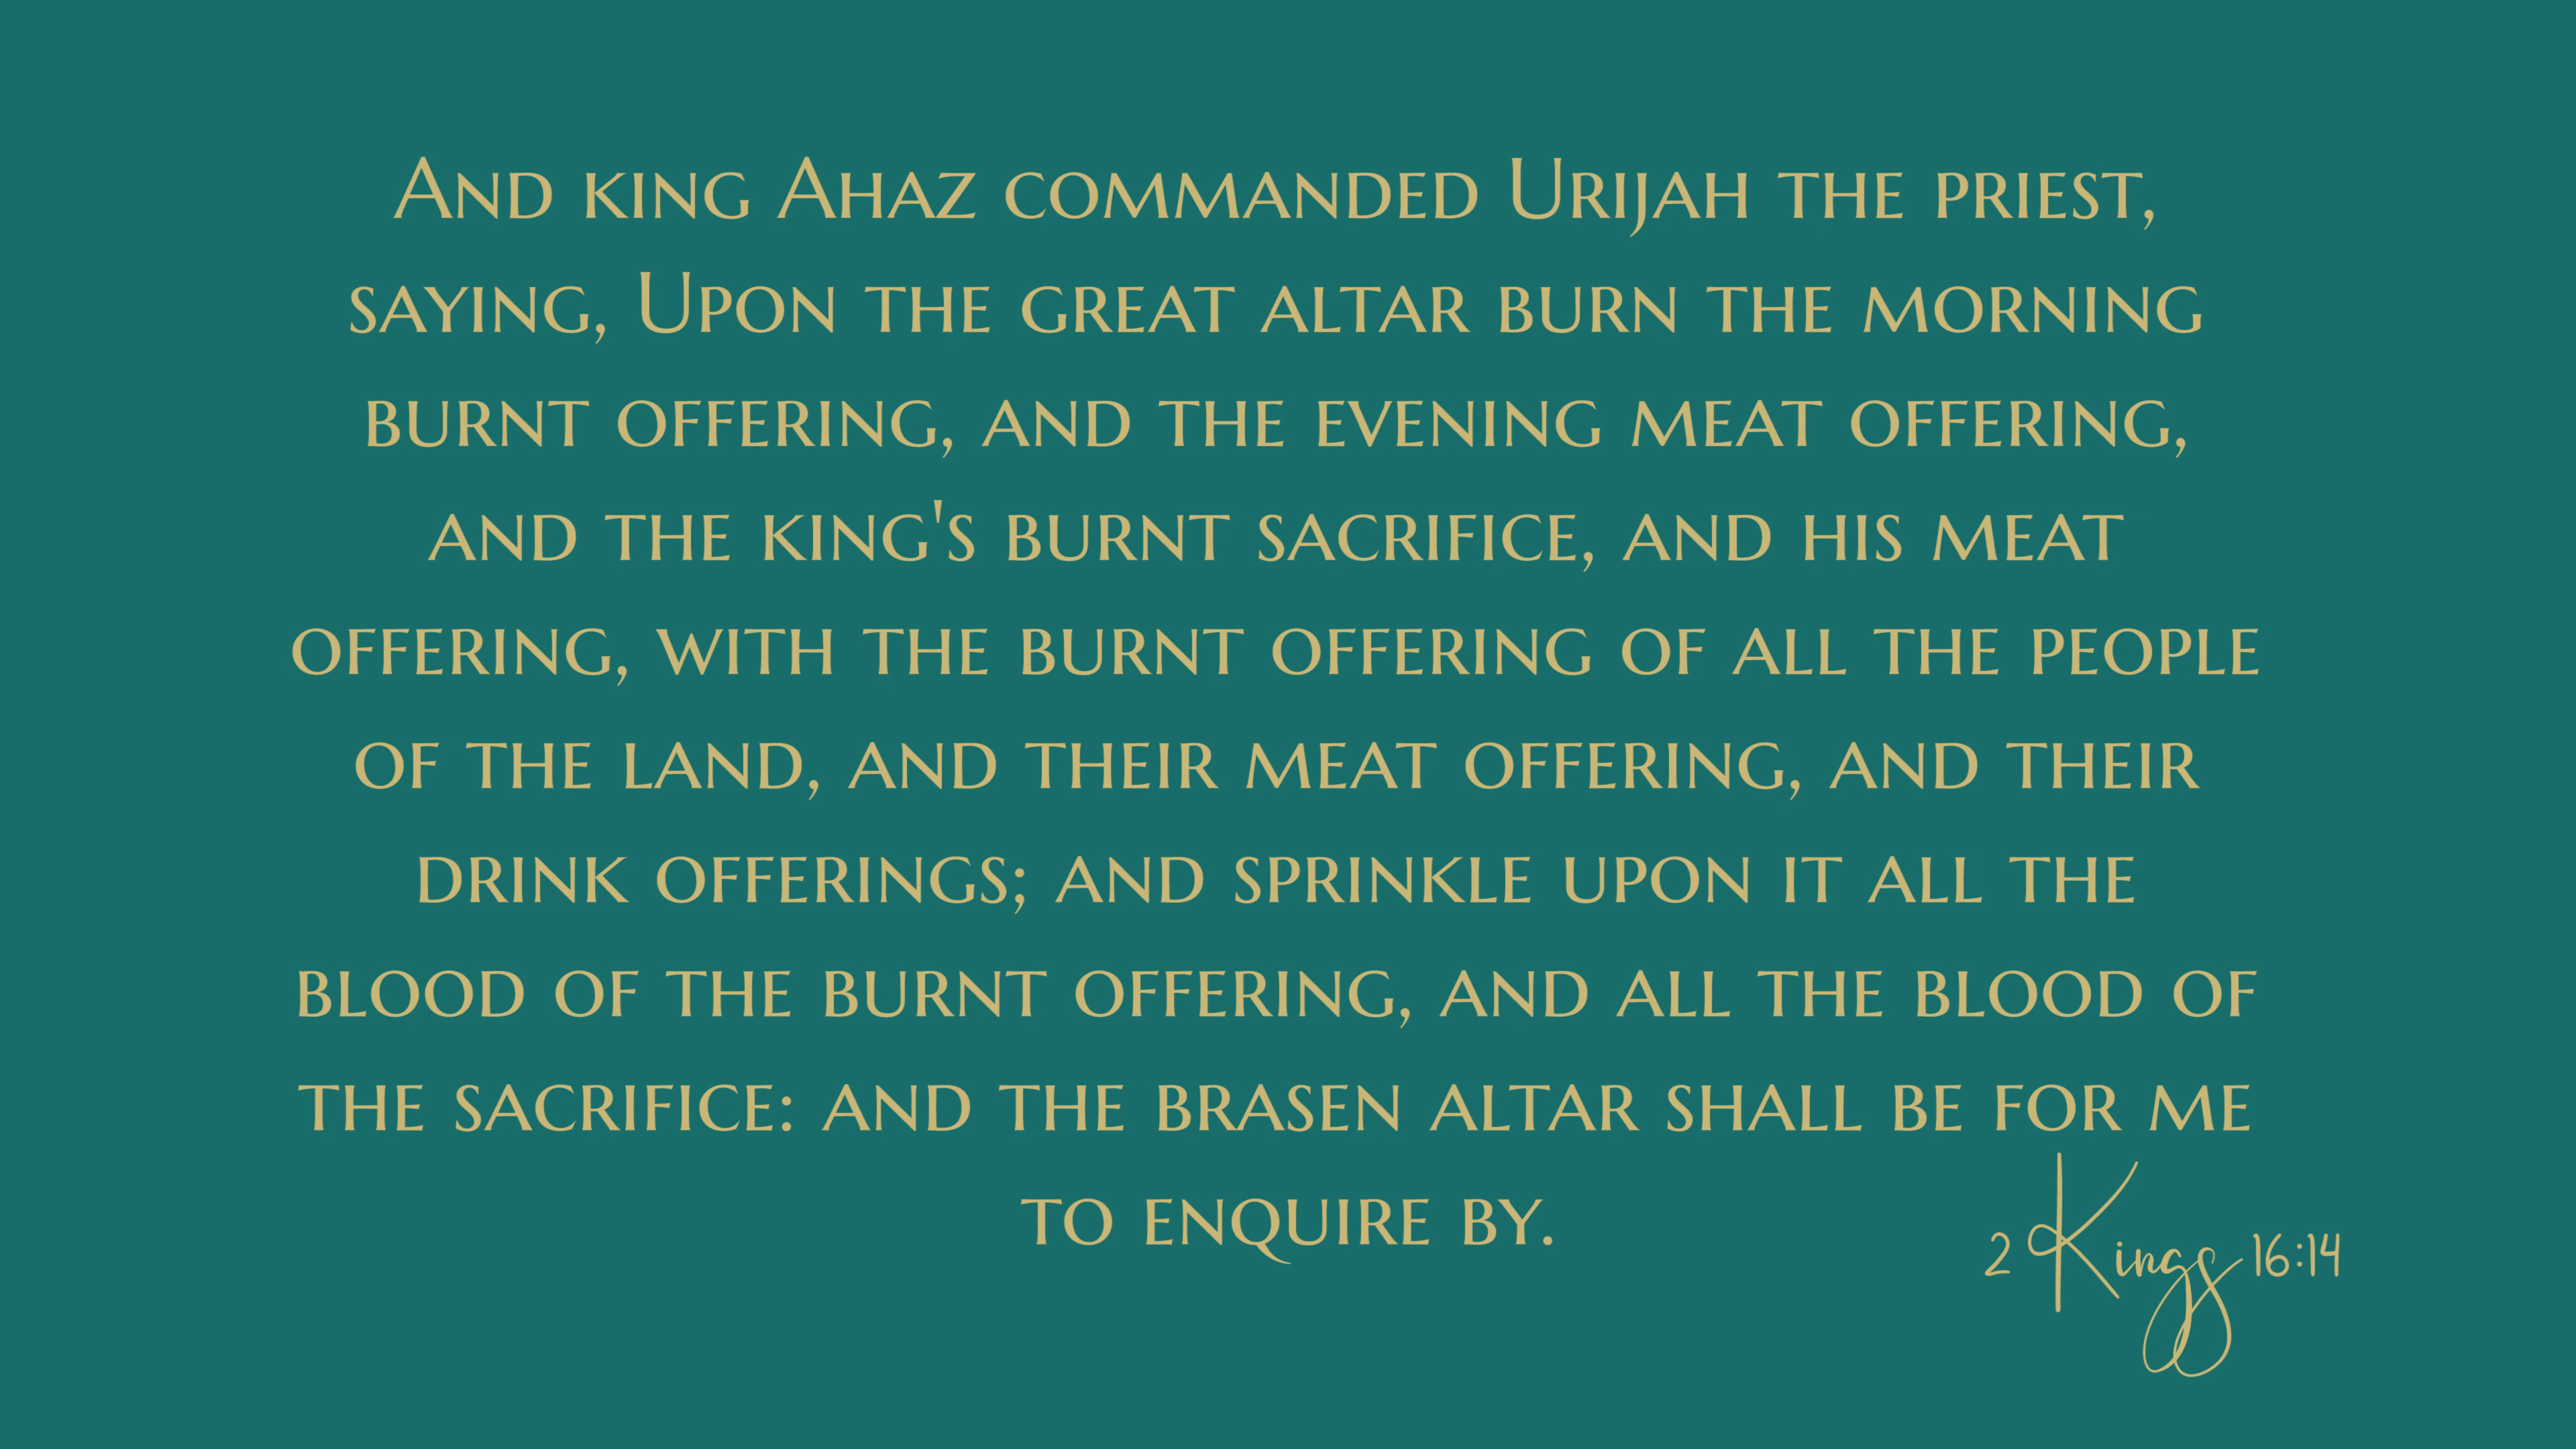 And king Ahaz commanded Urijah the priest,
saying, Upon the great altar burn the morning
burnt offering, and the evening meat offering,
and the king's burnt sacrifice, and his meat
offering, with the burnt offering of all the people
of the land, and their meat offering, and their
drink offerings; and sprinkle upon it all the
blood of the burnt offering, and all the blood of
the sacrifice: and the brasen altar shall be for me
to enquire by.
2 Kings 16:14